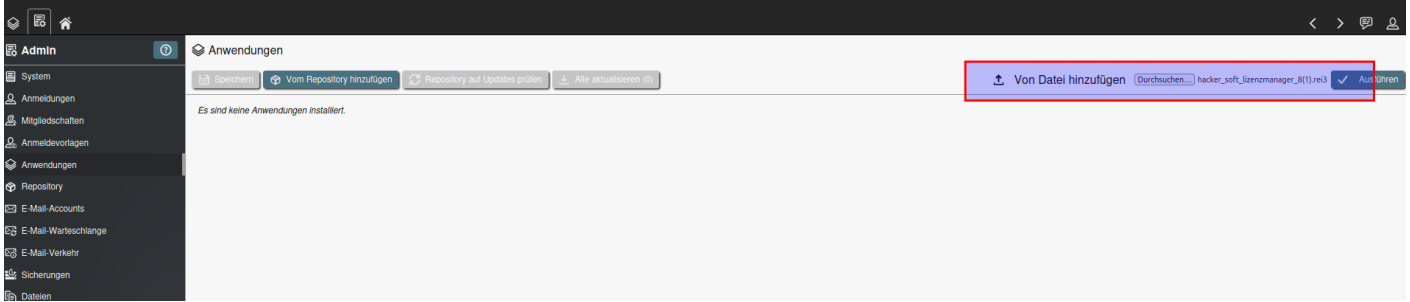 Admin
Anwendungen
Speichern Vom Repository hinzufügen Repository auf Updates prüfen Alle aktualisieren (0) Von Datei hinzufügen Durchsuchen... hacker_soft_lizenzmanager_8(1).rei3 Ausführen
Es sind keine Anwendungen installiert.
System
Anmeldungen
Mitgliedschaften
Anmeldevorlagen
Anwendungen
Repository
E-Mail-Accounts
E-Mail-Warteschlange
E-Mail-Verkehr
Sicherungen
Dateien